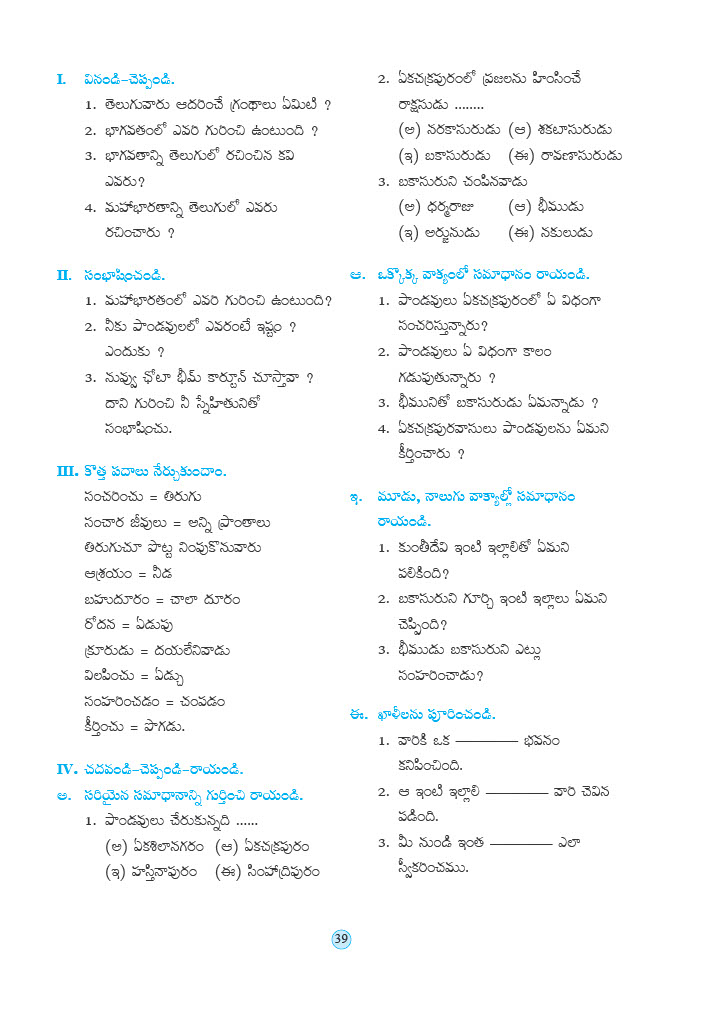 I. వినండి-చెప్పండి.
1. తెలుగువారు ఆదరించే గ్రంథాలు ఏమిటి ?
2. భాగవతంలో ఎవరి గురించి ఉంటుంది ?
3. భాగవతాన్ని తెలుగులో రచించిన కవి
ఎవరు?
4. మహాభారతాన్ని తెలుగులో ఎవరు
రచించారు ?
II. సంభాషించండి.
1. మహాభారతంలో ఎవరి గురించి ఉంటుంది?
2. నీకు పాండవులలో ఎవరంటే ఇష్టం ?
ఎందుకు ?
3. నువ్వు ఛోటా భీమ్ కార్టూన్ చూస్తావా ?
దాని గురించి నీ స్నేహితునితో
సంభాషించు.
III. కొత్త పదాలు నేర్చుకుందాం.
సంచరించు = తిరుగు
సంచార జీవులు = అన్ని ప్రాంతాలు
తిరుగుచూ పొట్ట నింపుకొనువారు
ఆశ్రయం = నీడ
బహుదూరం = చాలా దూరం
రోదన = ఏడుపు
క్రూరుడు = దయలేనివాడు
విలపించు = ఏడ్చు
సంహరించడం = చంపడం
కీర్తించు = పొగడు.
IV. చదవండి-చెప్పండి-రాయండి.
అ. సరియైన సమాధానాన్ని గుర్తించి రాయండి.
1. పాండవులు చేరుకున్నది ......
(అ) ఏకశిలానగరం (ఆ) ఏకచక్రపురం
(ఇ) హస్తినాపురం (ఈ) సింహాద్రిపురం
2. ఏకచక్రపురంలో ప్రజలను హింసించే
రాక్షసుడు ........
(అ) నరకాసురుడు (ఆ) శకటాసురుడు
(ఇ) బకాసురుడు (ఈ) రావణాసురుడు
3. బకాసురుని చంపినవాడు
(అ) ధర్మరాజు (ఆ) భీముడు
(ఇ) అర్జునుడు (ఈ) నకులుడు
ఆ. ఒక్కొక్క వాక్యంలో సమాధానం రాయండి.
1. పాండవులు ఏకచక్రపురంలో ఏ విధంగా
సంచరిస్తున్నారు?
2. పాండవులు ఏ విధంగా కాలం
గడుపుతున్నారు ?
3. భీమునితో బకాసురుడు ఏమన్నాడు ?
4. ఏకచక్రపురవాసులు పాండవులను ఏమని
కీర్తించారు ?
ఇ. మూడు, నాలుగు వాక్యాల్లో సమాధానం
రాయండి.
1. కుంతీదేవి ఇంటి ఇల్లాలితో ఏమని
పలికింది?
2. బకాసురుని గూర్చి ఇంటి ఇల్లాలు ఏమని
చెప్పింది?
3. భీముడు బకాసురుని ఎట్లు
సంహరించాడు?
ఈ. ఖాళీలను పూరించండి.
1. వారికి ఒక ________ భవనం
కనిపించింది.
2. ఆ ఇంటి ఇల్లాలి ________ వారి చెవిన
పడింది.
3. మీ నుండి ఇంత ________ ఎలా
స్వీకరించము.
39